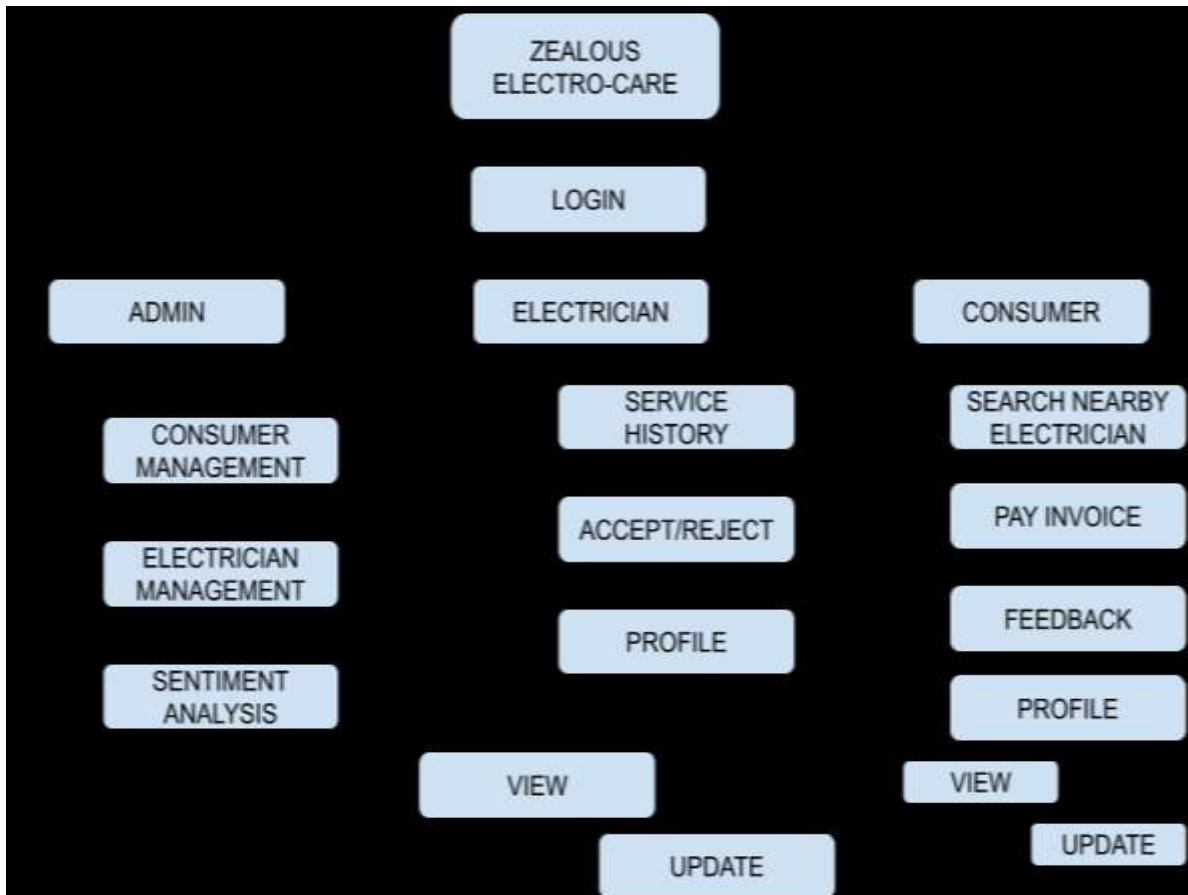 ZEALOUS
ELECTRO-CARE
LOGIN
ADMIN
ELECTRICIAN
CONSUMER
CONSUMER
MANAGEMENT
ELECTRICIAN
MANAGEMENT
SENTIMENT
ANALYSIS
SERVICE
HISTORY
ACCEPT/REJECT
PROFILE
VIEW
UPDATE
SEARCH NEARBY
ELECTRICIAN
PAY INVOICE
FEEDBACK
PROFILE
VIEW
UPDATE